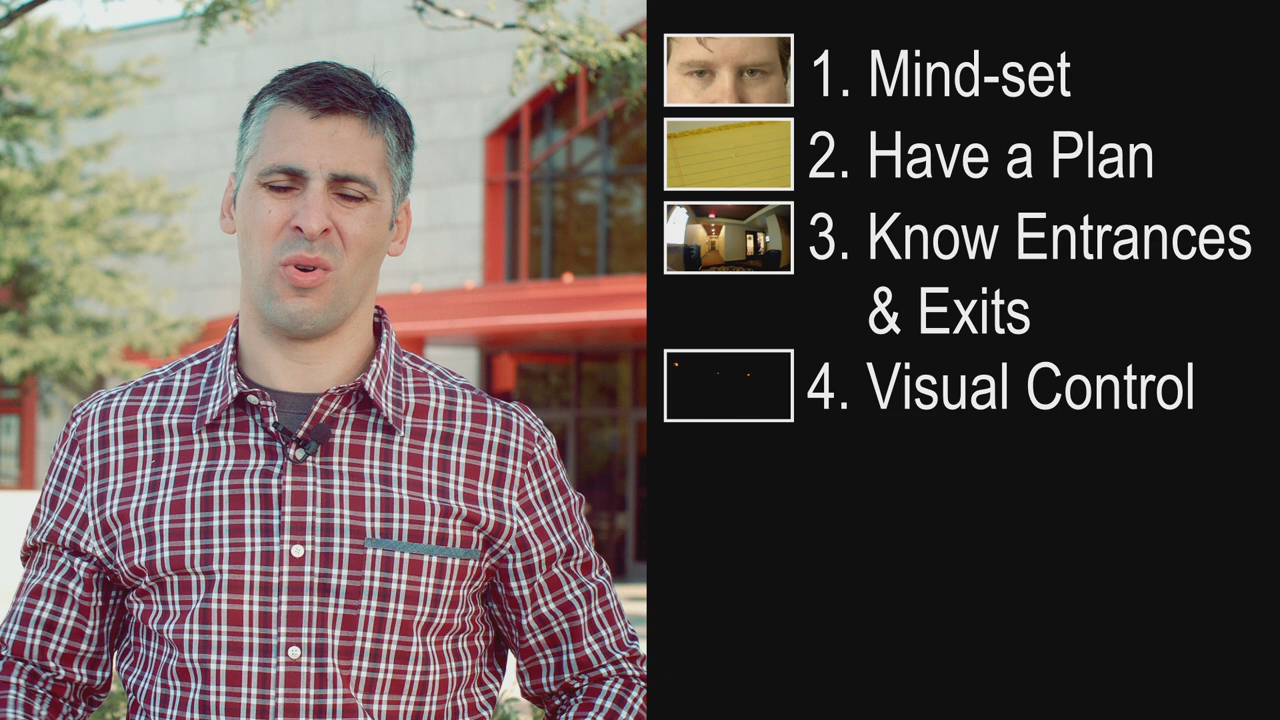 1. Mind-set
2. Have a Plan
3. Know Entrances
& Exits
4. Visual Control